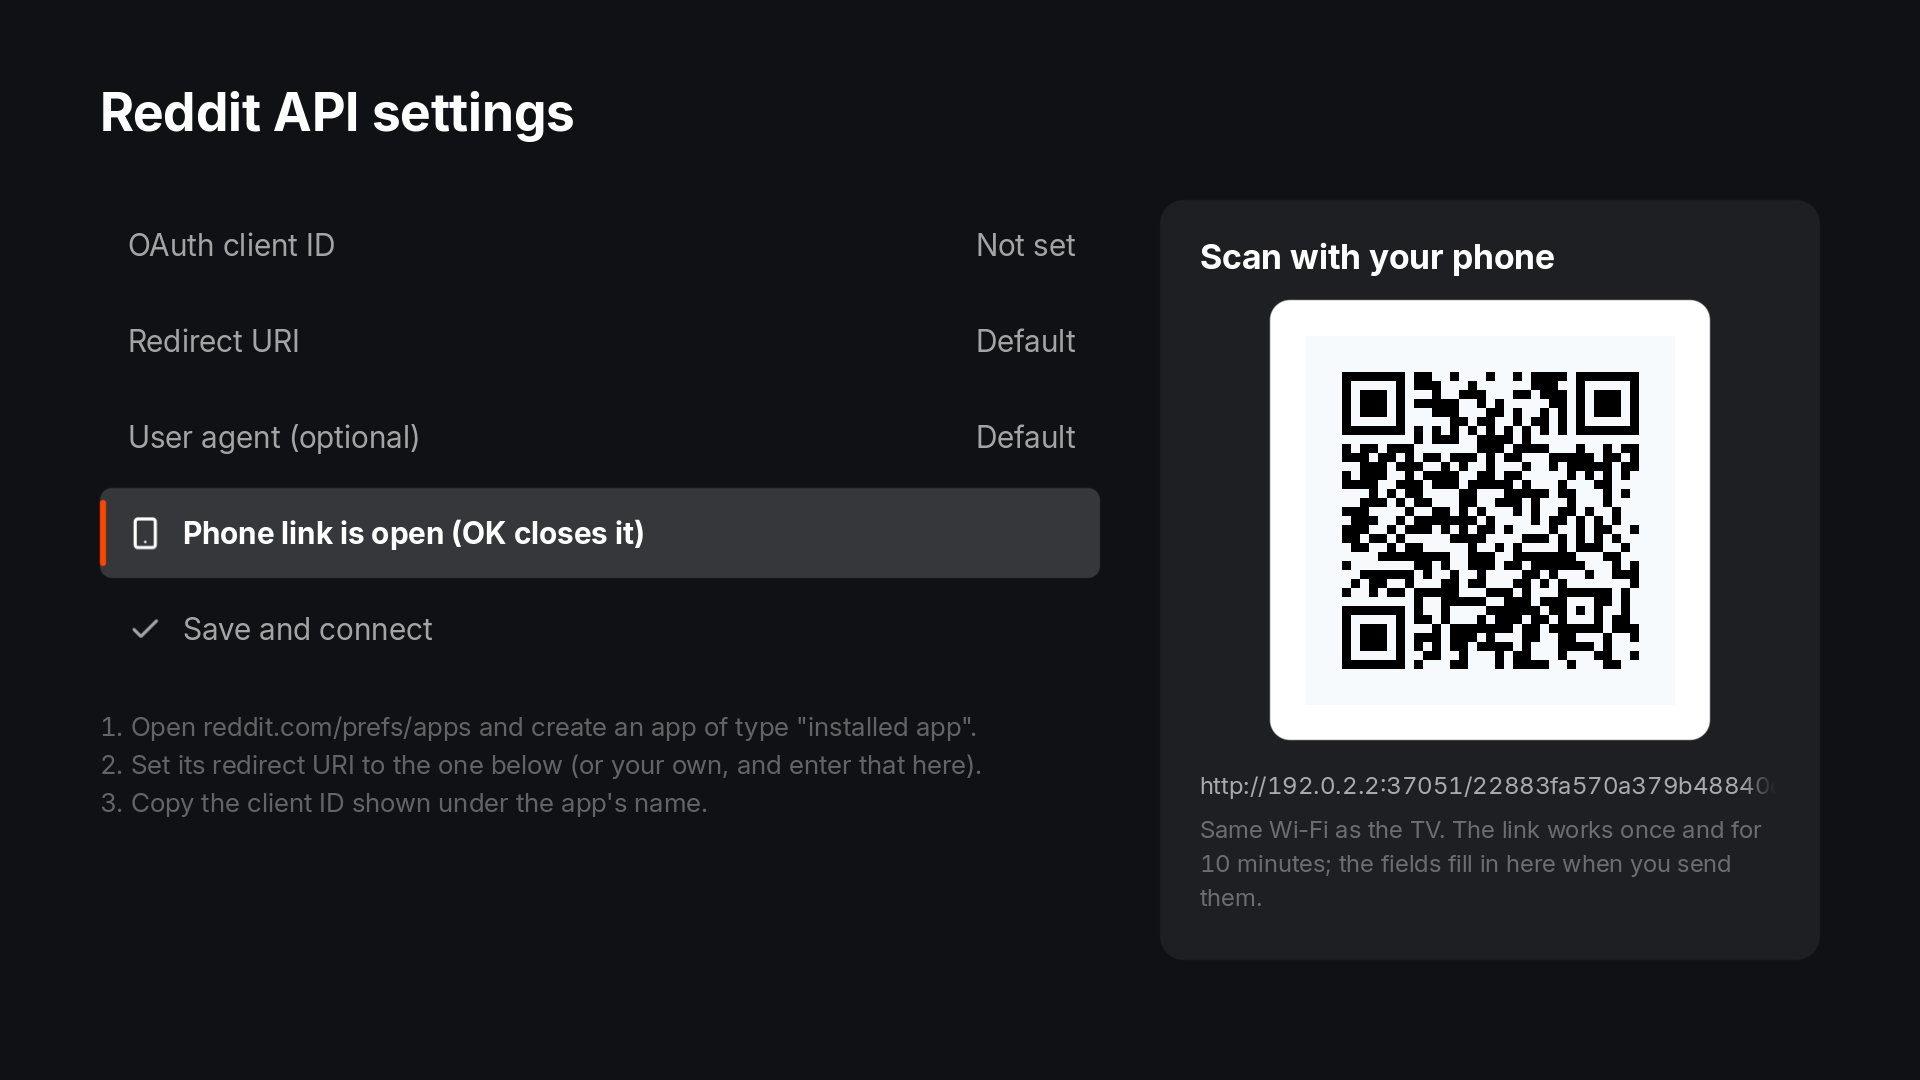 Reddit API settings
OAuth client ID Not set
Redirect URI Default
User agent (optional) Default
Phone link is open (OK closes it)
Save and connect
1. Open reddit.com/prefs/apps and create an app of type "installed app".
2. Set its redirect URI to the one below (or your own, and enter that here).
3. Copy the client ID shown under the app's name.
Scan with your phone
http://192.0.2.2:37051/22883fa570a379b48840
Same Wi-Fi as the TV. The link works once and for
10 minutes; the fields fill in here when you send
them.